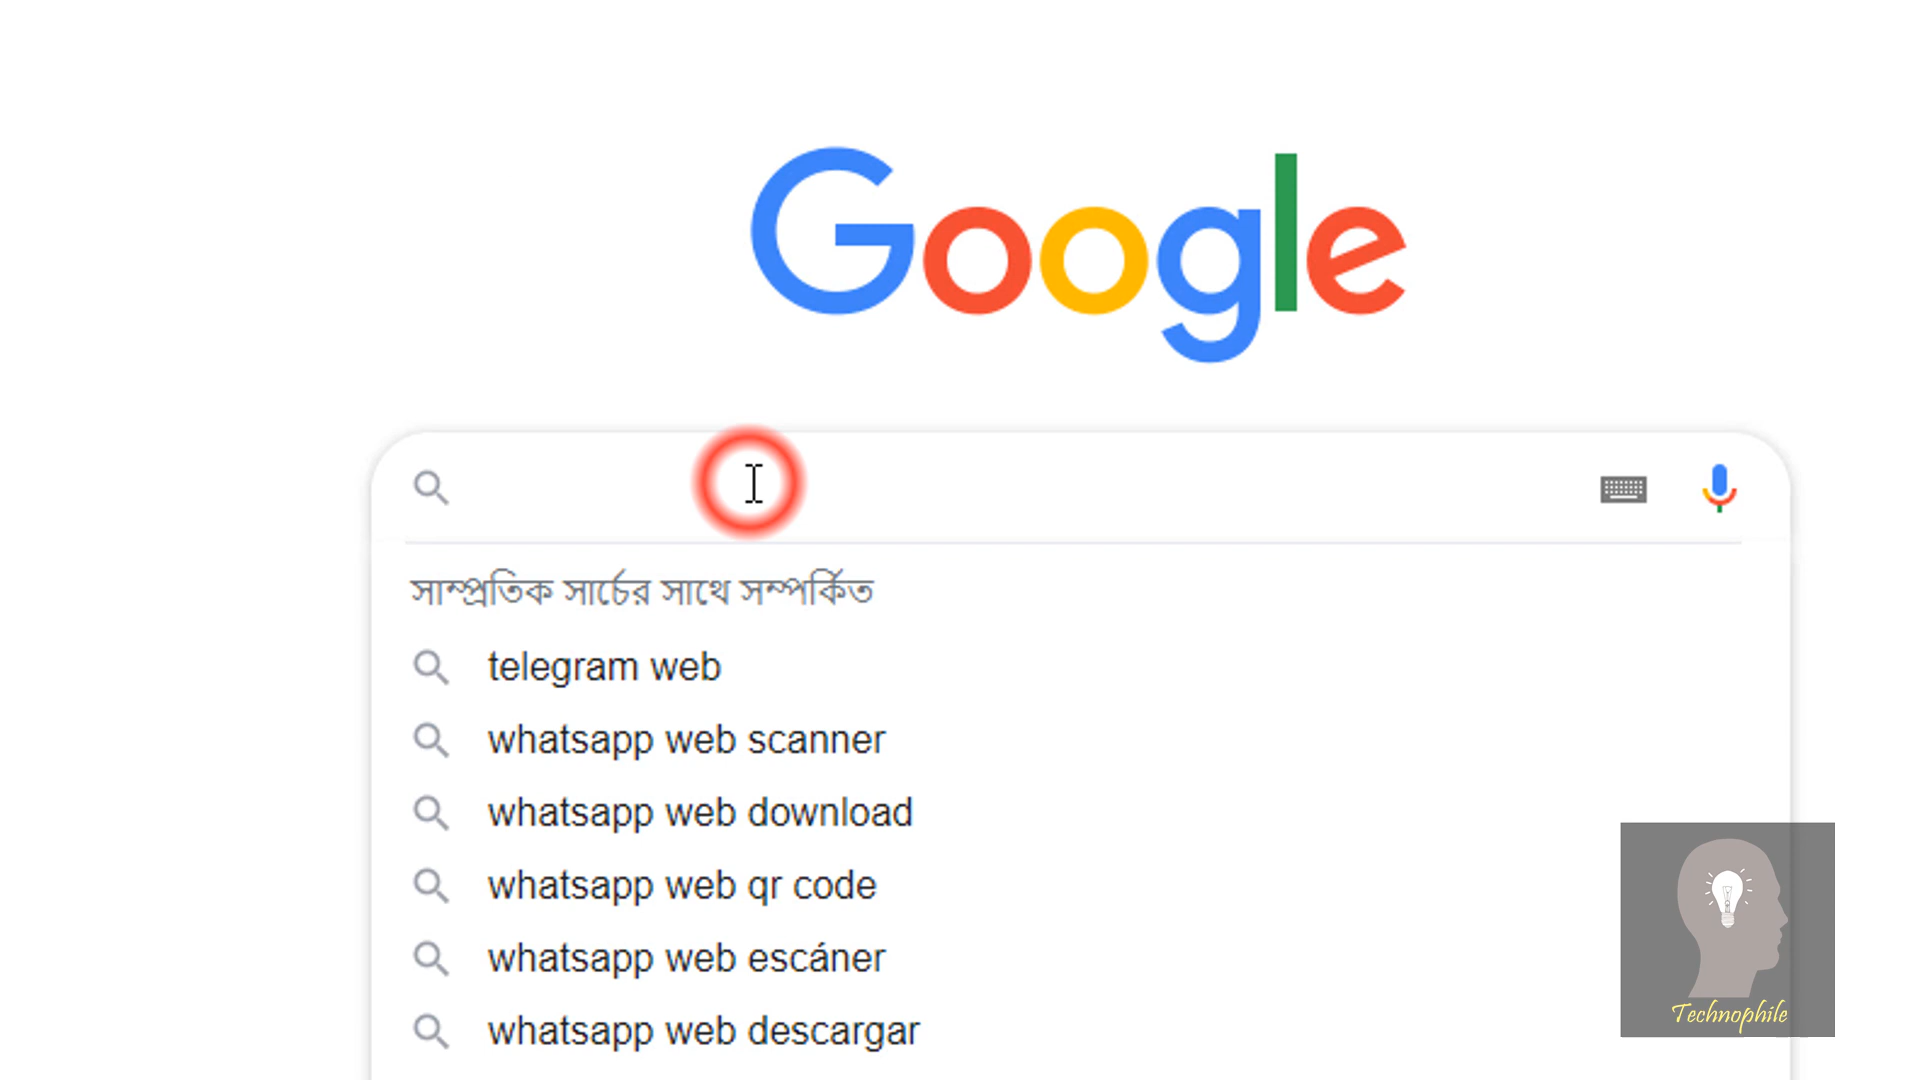 Google
সাম্প্রতিক সার্চের সাথে সম্পর্কিত
telegram web
whatsapp web scanner
whatsapp web download
whatsapp web qr code
whatsapp web escáner
whatsapp web descargar
Technophile